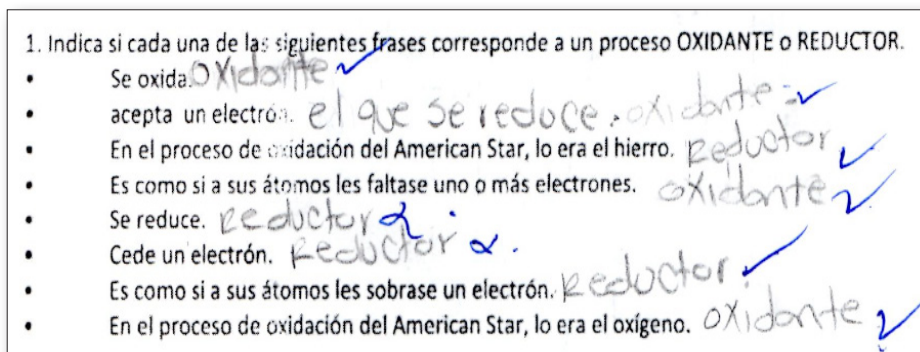 1. Indica si cada una de las siguientes frases corresponde a un proceso OXIDANTE o REDUCTOR.
• Se oxida. Oxidante
• acepta un electrón. el que se reduce. oxidante
• En el proceso de oxidación del American Star, lo era el hierro. Reductor
• Es como si a sus átomos les faltase uno o más electrones. oxidante
• Se reduce. Reductor
• Cede un electrón. Reductor
• Es como si a sus átomos les sobrase un electrón. Reductor.
• En el proceso de oxidación del American Star, lo era el oxígeno. Oxidante